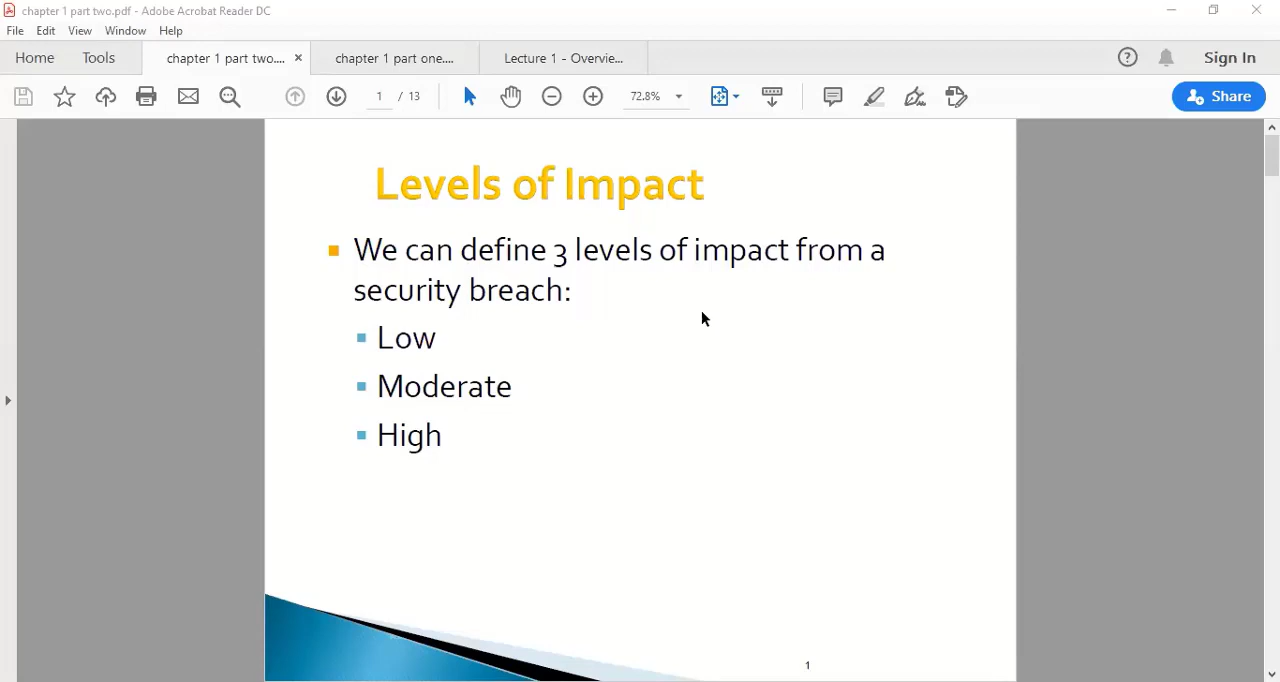 chapter 1 part two.pdf - Adobe Acrobat Reader DC
File Edit View Window Help
Home Tools chapter 1 part two.... × chapter 1 part one.... Lecture 1 - Overvie... Sign In
1 / 13 72.8% Share
Levels of Impact
We can define 3 levels of impact from a
security breach:
Low
Moderate
High
1